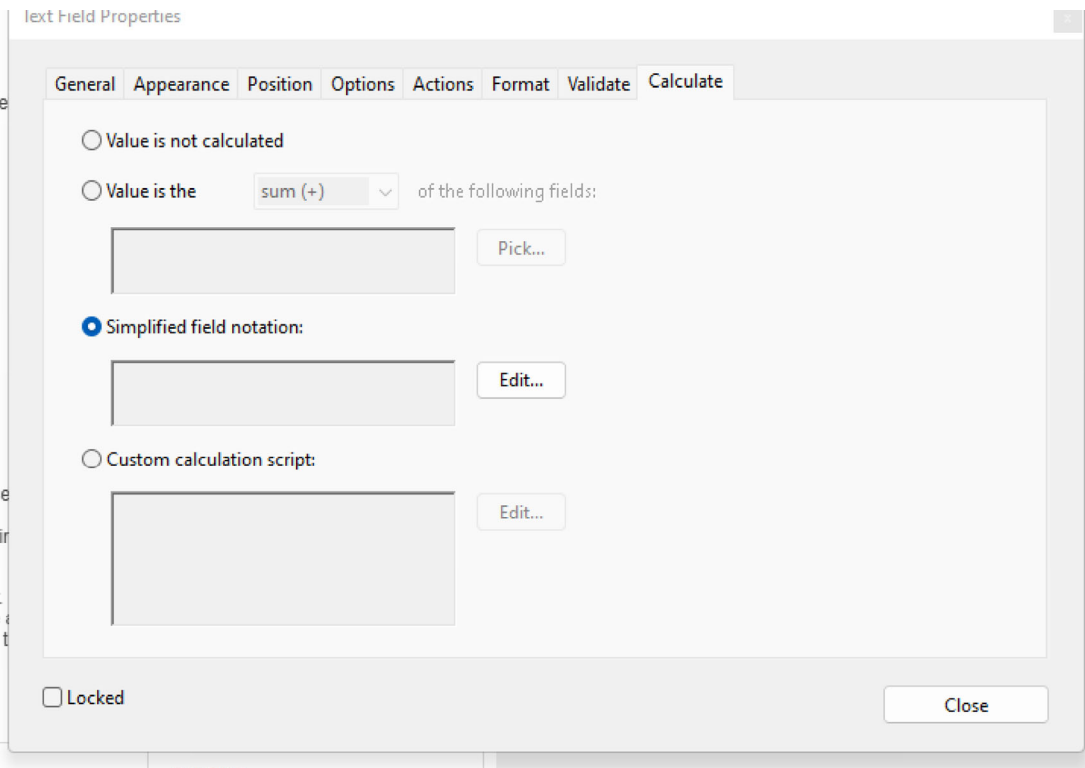 Text Field Properties
General Appearance Position Options Actions Format Validate Calculate
Value is not calculated
Value is the sum (+) of the following fields:
Pick...
Simplified field notation:
Edit...
Custom calculation script:
Edit...
Locked
Close